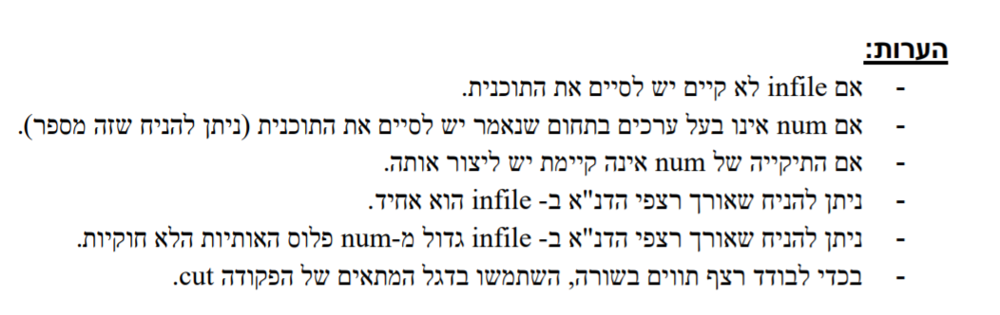 הערות:
- אם infile לא קיים יש לסיים את התוכנית.
- אם num אינו בעל ערכים בתחום שנאמר יש לסיים את התוכנית (ניתן להניח שזה מספר).
- אם התיקייה של num אינה קיימת יש ליצור אותה.
- ניתן להניח שאורך רצפי הדנ"א ב- infile הוא אחיד.
- ניתן להניח שאורך רצפי הדנ"א ב- infile גדול מ-num פלוס האותיות הלא חוקיות.
- בכדי לבודד רצף תווים בשורה, השתמשו בדגל המתאים של הפקודה cut.